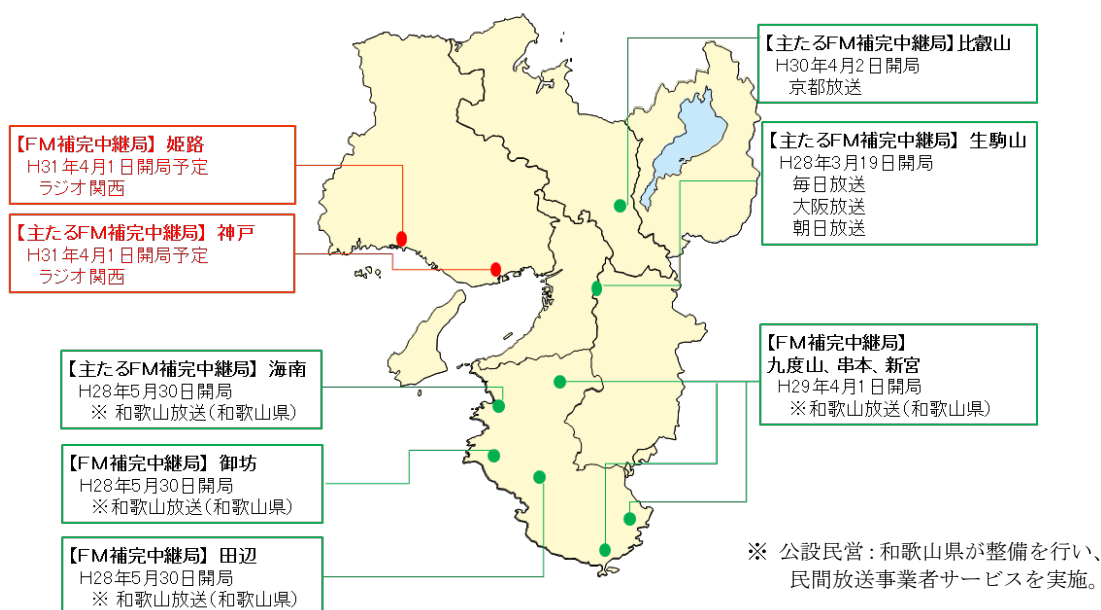 【主たるFM補完中継局】比叡山
H30年4月2日開局
京都放送
【FM補完中継局】 姫路
H31年4月1日開局予定
ラジオ関西
【主たるFM補完中継局】 生駒山
H28年3月19日開局
毎日放送
大阪放送
朝日放送
【主たるFM補完中継局】 神戸
H31年4月1日開局予定
ラジオ関西
【主たるFM補完中継局】 海南
H28年5月30日開局
※ 和歌山放送(和歌山県)
【FM補完中継局】
九度山、串本、新宮
H29年4月1日開局
※和歌山放送(和歌山県)
【FM補完中継局】 御坊
H28年5月30日開局
※和歌山放送(和歌山県)
【FM補完中継局】 田辺
H28年5月30日開局
※ 和歌山放送(和歌山県)
※ 公設民営:和歌山県が整備を行い、
民間放送事業者サービスを実施。